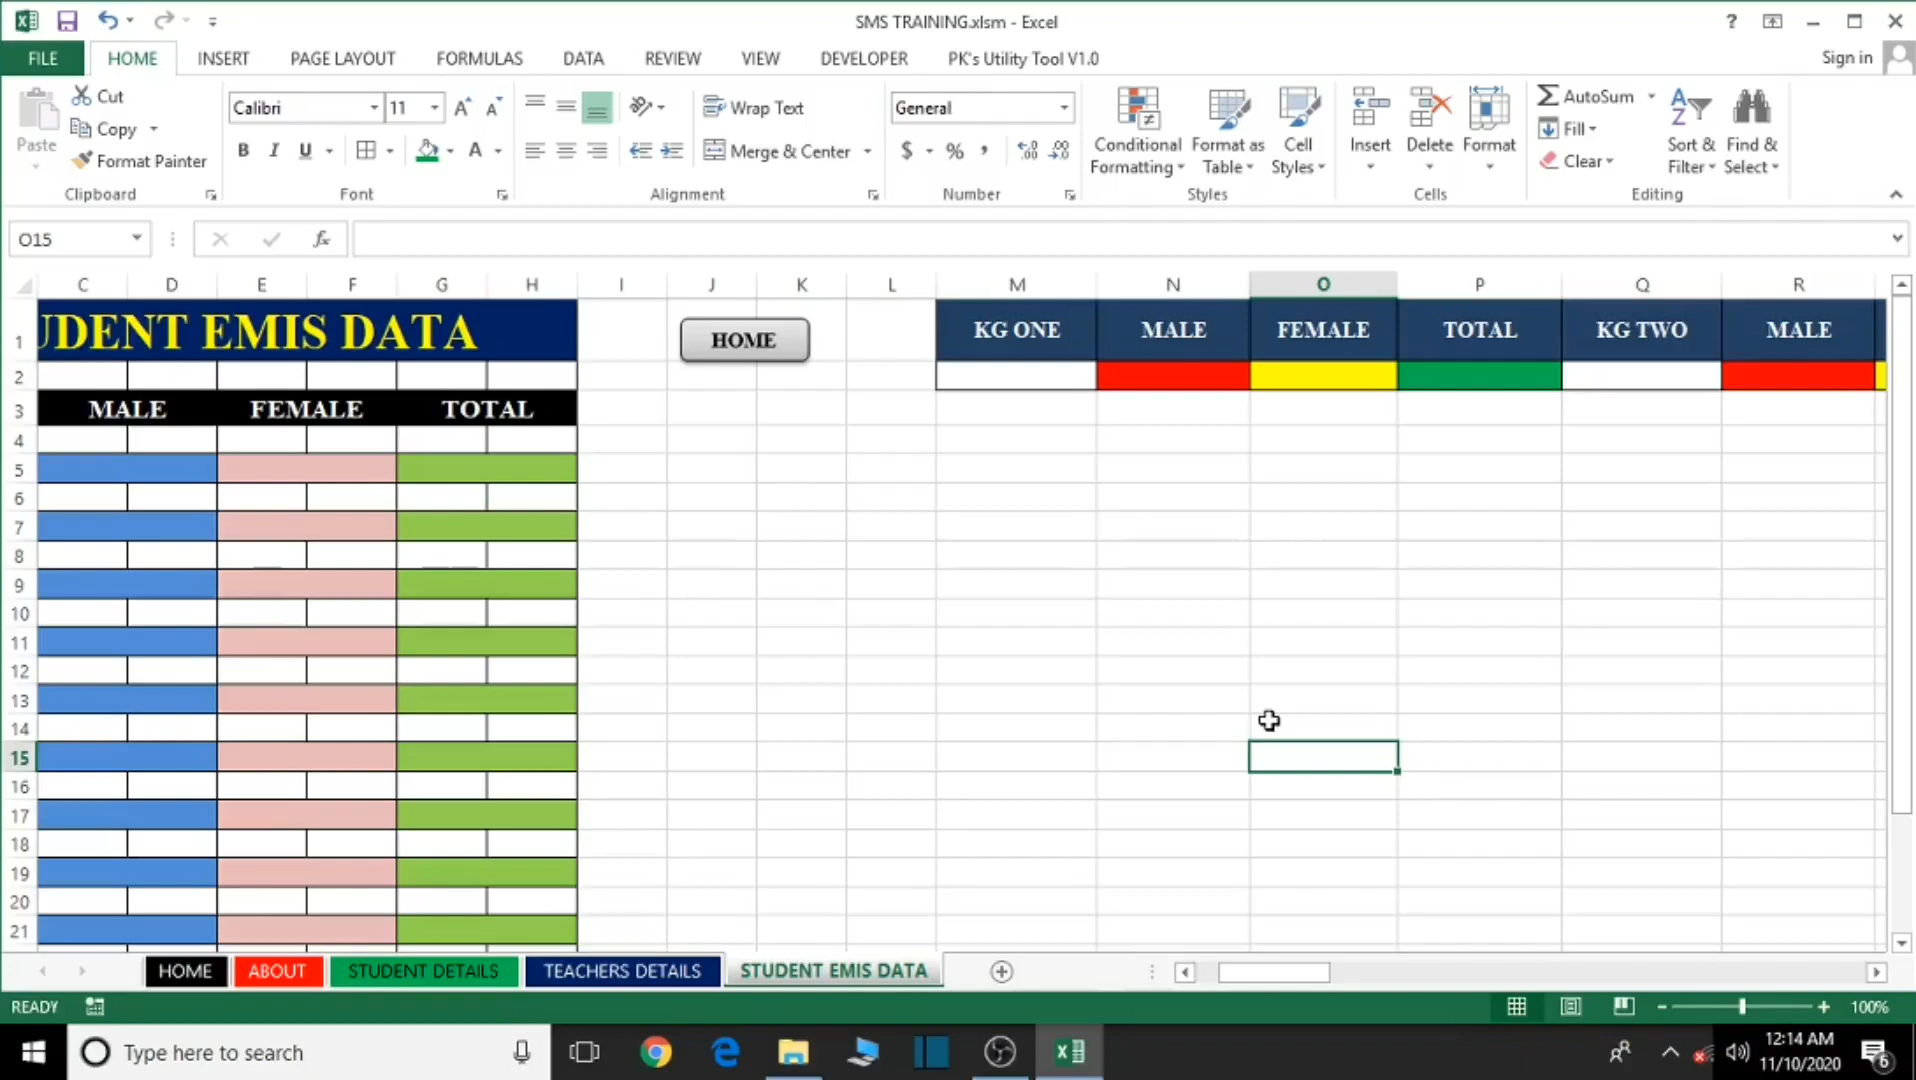 SMS TRAINING.xlsm - Excel
?
FILE HOME INSERT PAGE LAYOUT FORMULAS DATA REVIEW VIEW DEVELOPER PK's Utility Tool V1.0 Sign in
Paste
Cut
Copy
Format Painter
Clipboard
Calibri 11
B I U A
Font
Wrap Text
Merge & Center
Alignment
General
$ % ,
Number
Conditional Formatting
Format as Table
Cell Styles
Styles
Insert
Delete
Format
Cells
AutoSum
Fill
Clear
Sort & Filter
Find & Select
Editing
O15 fx
C D E F G H I J K L M N O P Q R
1 UDENT EMIS DATA HOME KG ONE MALE FEMALE TOTAL KG TWO MALE
2
3 MALE FEMALE TOTAL
4
5
6
7
8
9
10
11
12
13
14
15
16
17
18
19
20
21
HOME ABOUT STUDENT DETAILS TEACHERS DETAILS STUDENT EMIS DATA
READY 100%
Type here to search
12:14 AM
11/10/2020
6